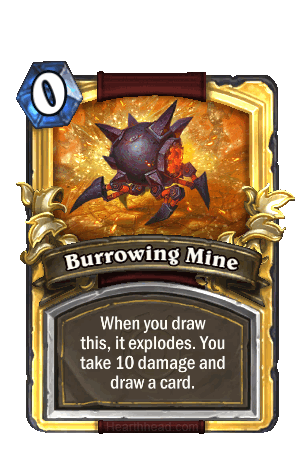 0
Burrowing Mine
When you draw
this, it explodes. You
take 10 damage and
draw a card.
Hearthhead.com